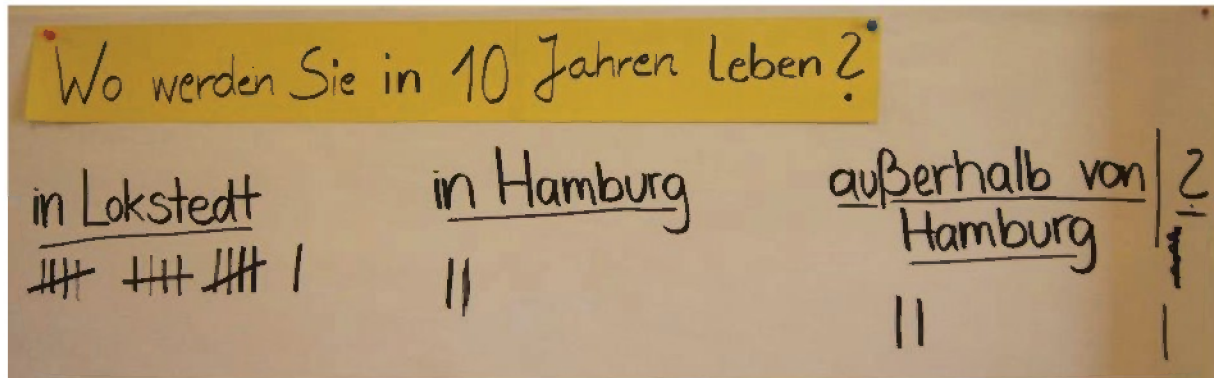 Wo werden Sie in 10 Jahren leben?
in Lokstedt
in Hamburg
außerhalb von
Hamburg
?